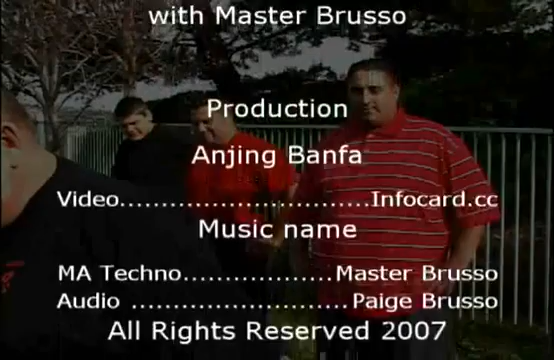 with Master Brusso
Production
Anjing Banfa
Video.............................Infocard.cc
Music name
MA Techno..................Master Brusso
Audio ..........................Paige Brusso
All Rights Reserved 2007